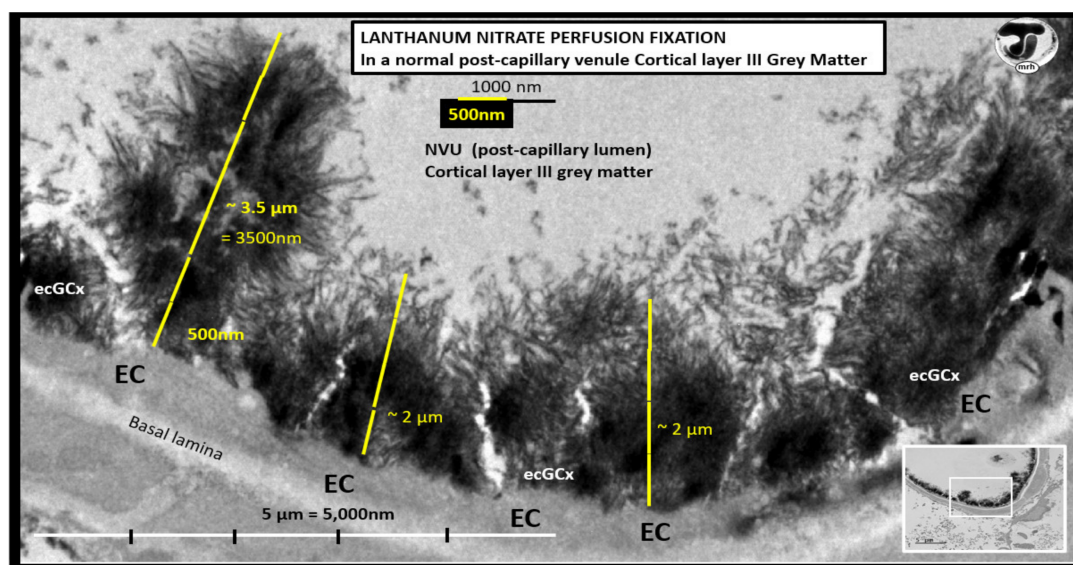 LANTHANUM NITRATE PERFUSION FIXATION
In a normal post-capillary venule Cortical layer III Grey Matter
mrh
1000 nm
500nm
NVU (post-capillary lumen)
Cortical layer III grey matter
~ 3.5 µm
= 3500nm
ecGCx
500nm
EC
ecGCx
EC
~ 2 µm
~ 2 µm
Basal lamina
ecGCx
EC
5 µm = 5,000nm
EC
EC
5 µm